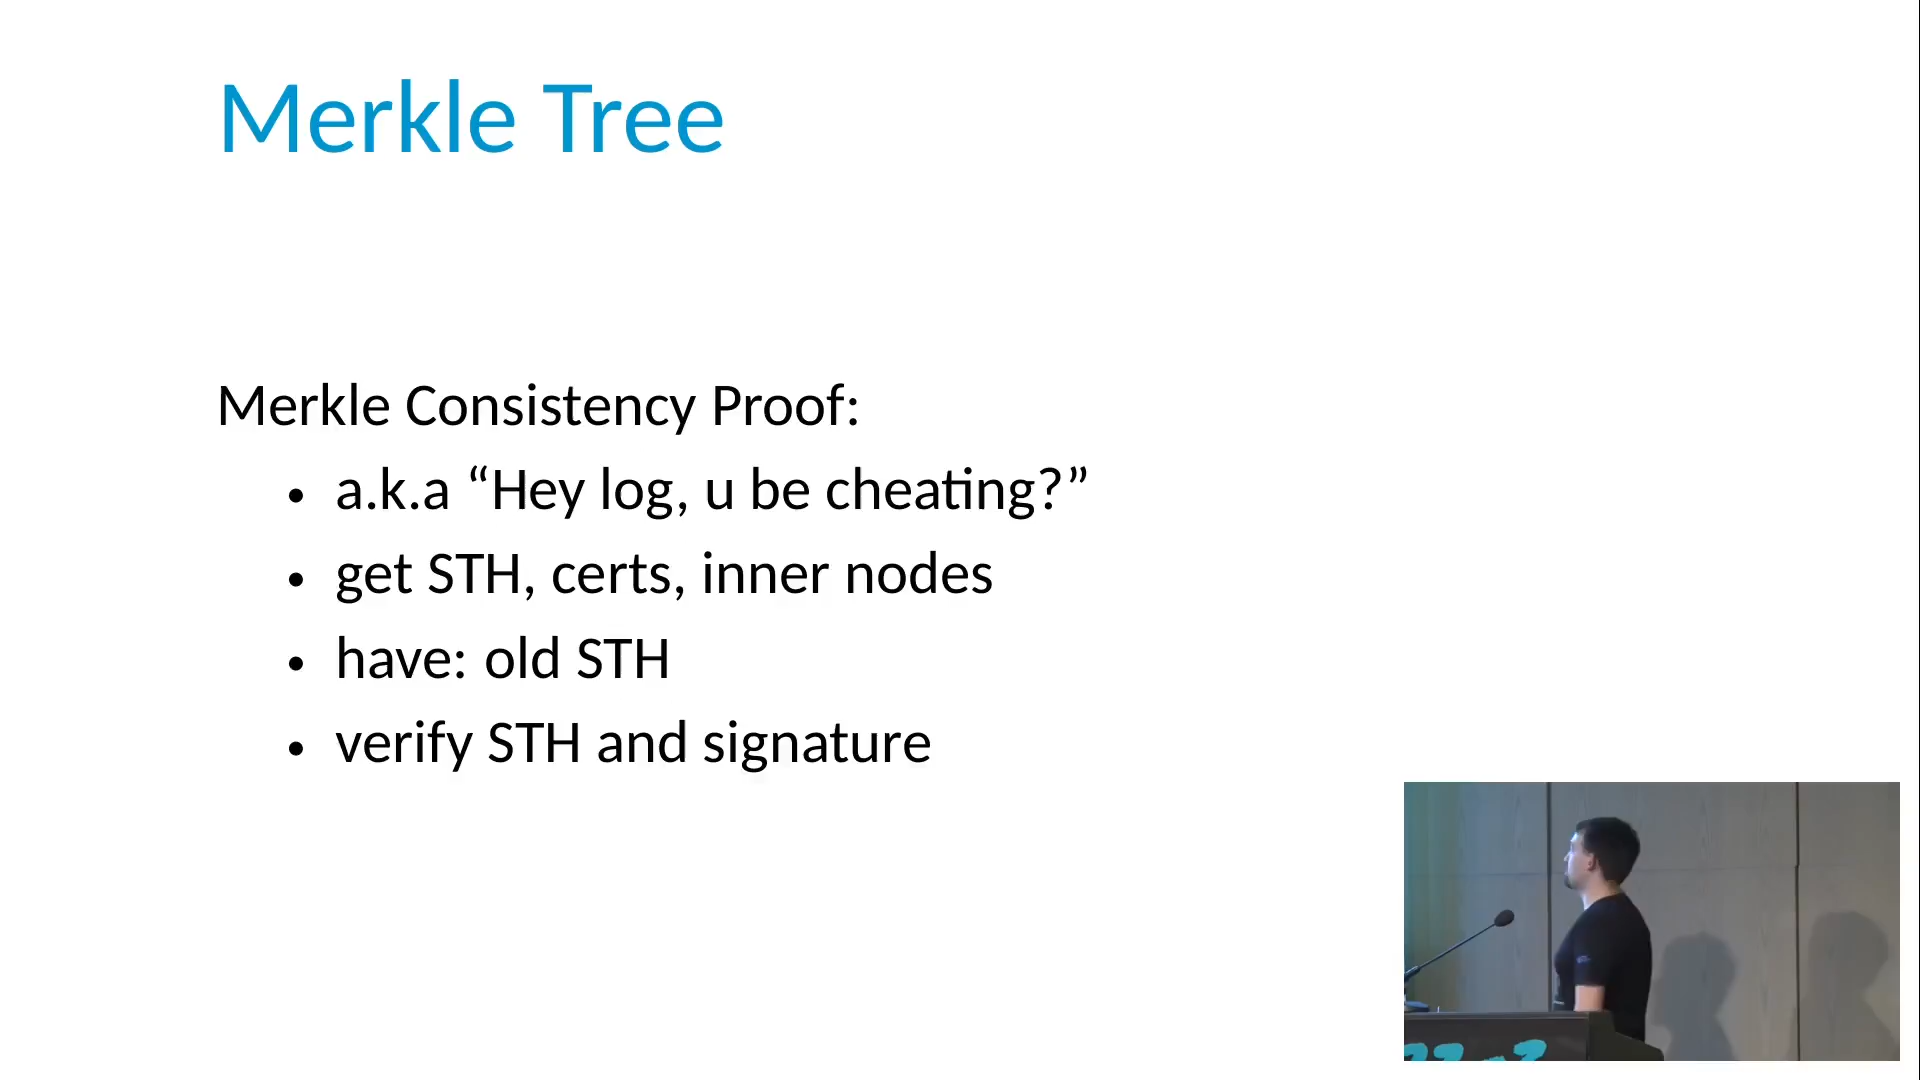 Merkle Tree
Merkle Consistency Proof:
• a.k.a “Hey log, u be cheating?”
• get STH, certs, inner nodes
• have: old STH
• verify STH and signature